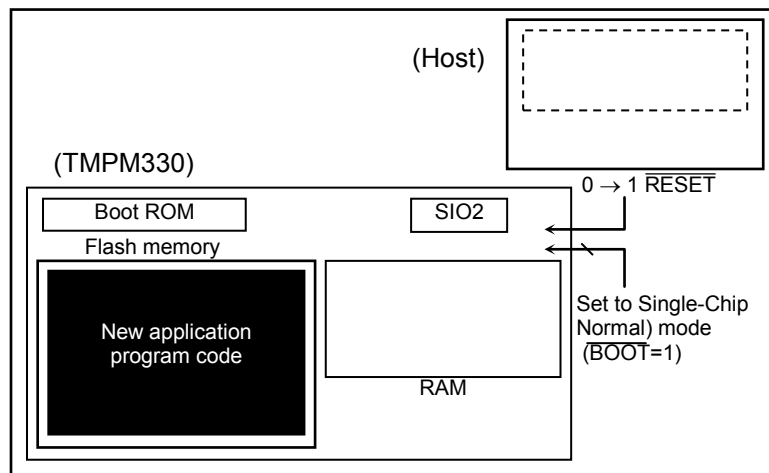 (Host)
(TMPM330)
0 → 1 RESET
Boot ROM
SIO2
Flash memory
New application
program code
Set to Single-Chip
Normal) mode
(BOOT=1)
RAM